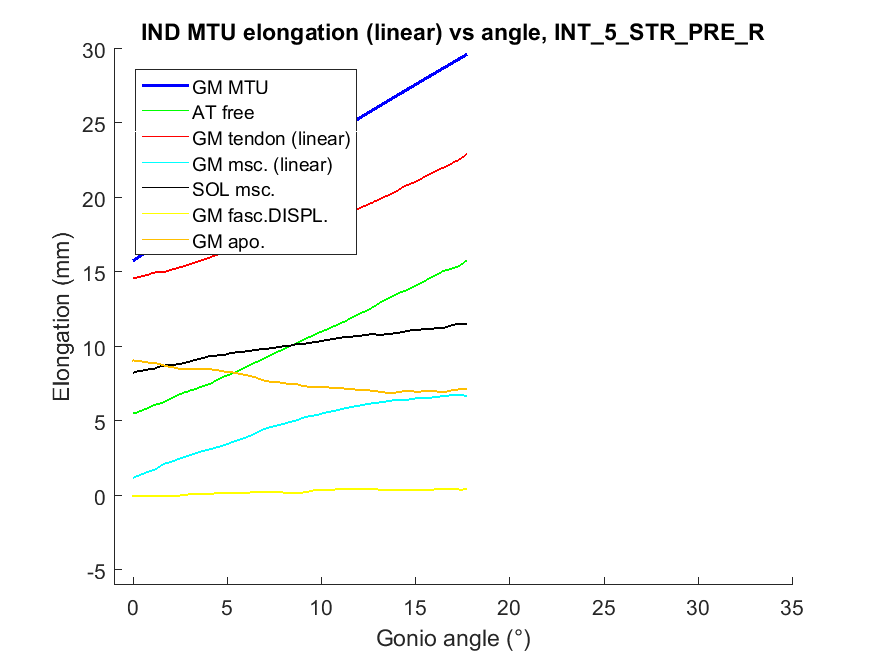 IND MTU elongation (linear) vs angle, INT_5_STR_PRE_R
30
25
20
15
10
5
0
-5
Elongation (mm)
GM MTU
AT free
GM tendon (linear)
GM msc. (linear)
SOL msc.
GM fasc.DISPL.
GM apo.
0 5 10 15 20 25 30 35
Gonio angle (°)